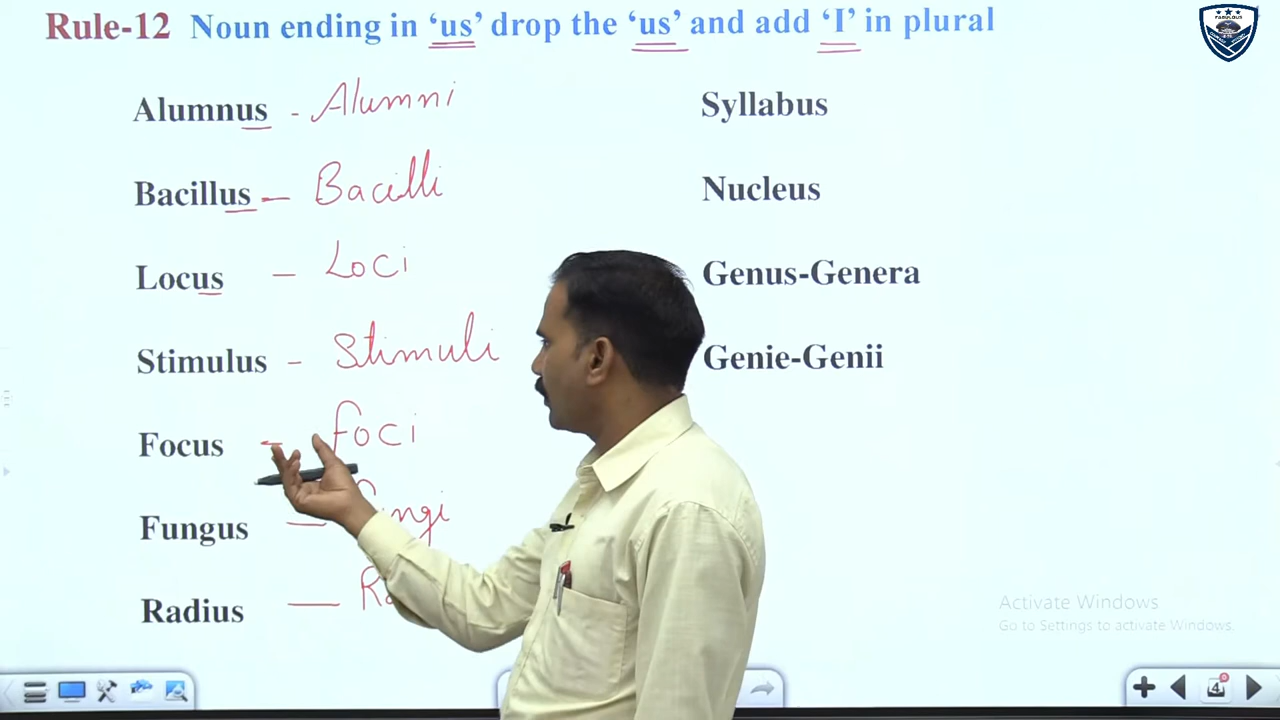 Rule-12 Noun ending in ‘us’ drop the ‘us’ and add ‘I’ in plural
Alumnus - Alumni
Bacillus - Bacilli
Locus - Loci
Stimulus - Stimuli
Focus - foci
Fungus -
Radius -
Syllabus
Nucleus
Genus-Genera
Genie-Genii
FABULOUS
Activate Windows
Go to Settings to activate Windows.
4